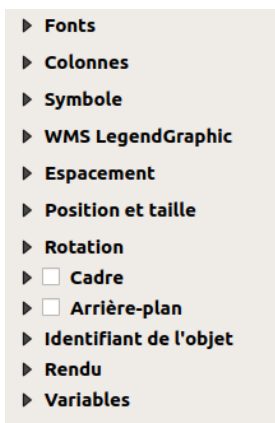 Fonts
Colonnes
Symbole
WMS LegendGraphic
Espacement
Position et taille
Rotation
Cadre
Arrière-plan
Identifiant de l'objet
Rendu
Variables